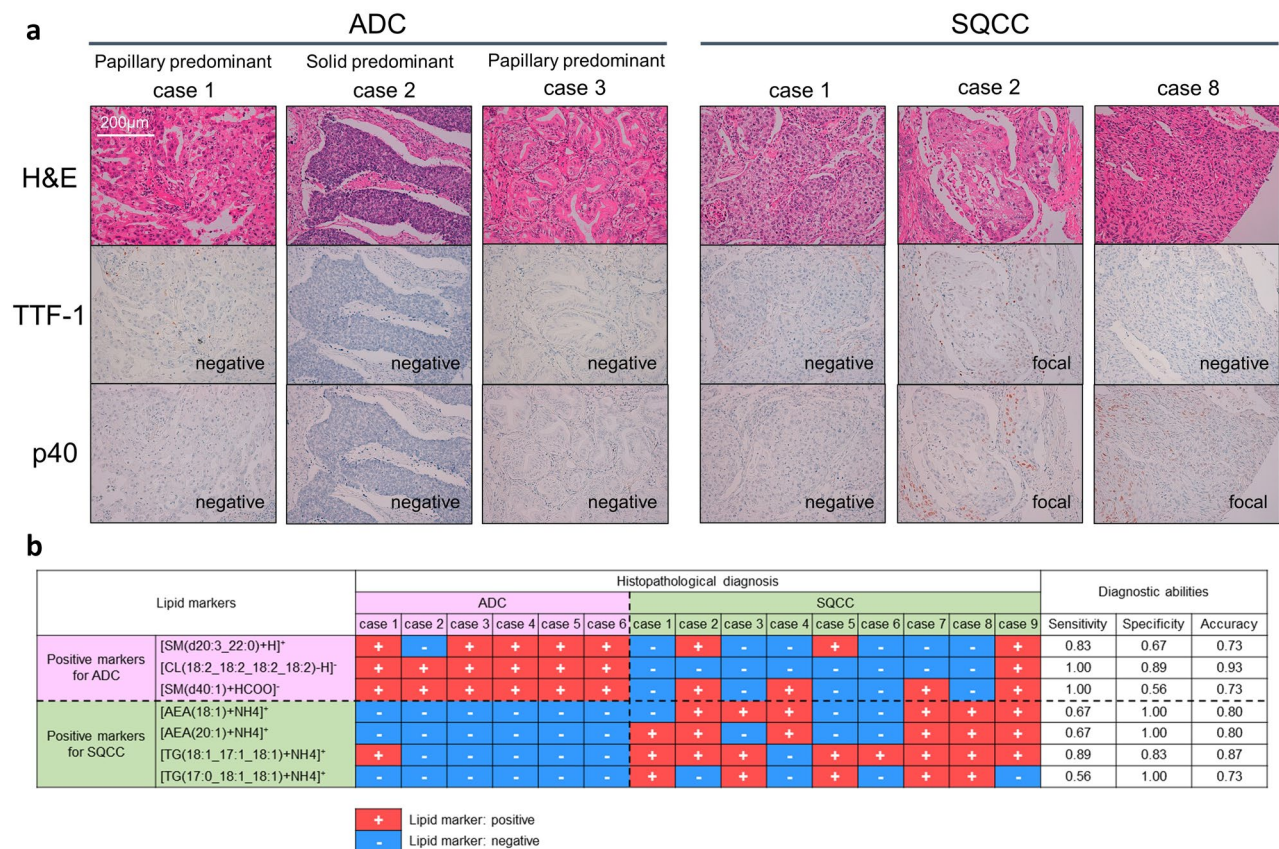 a
ADC
SQCC
Papillary predominant
case 1
Solid predominant
case 2
Papillary predominant
case 3
case 1
case 2
case 8
H&E
200μm
TTF-1
negative
negative
negative
negative
focal
negative
p40
negative
negative
negative
negative
focal
focal
b
Lipid markers
Histopathological diagnosis
Diagnostic abilities
ADC
SQCC
case 1 case 2 case 3 case 4 case 5 case 6 case 1 case 2 case 3 case 4 case 5 case 6 case 7 case 8 case 9 Sensitivity Specificity Accuracy
Positive markers for ADC
[SM(d20:3_22:0)+H]⁺ + - + + + + - + - - + - - - + 0.83 0.67 0.73
[CL(18:2_18:2_18:2_18:2)-H]⁻ + + + + + + - - - - - - - - + 1.00 0.89 0.93
[SM(d40:1)+HCOO]⁻ + + + + + + - + - + - - + - + 1.00 0.56 0.73
Positive markers for SQCC
[AEA(18:1)+NH4]⁺ - - - - - - - + + + - - + + + 0.67 1.00 0.80
[AEA(20:1)+NH4]⁺ - - - - - - + + - + - - + + + 0.67 1.00 0.80
[TG(18:1_17:1_18:1)+NH4]⁺ + - - - - - + + + - + + + + + 0.89 0.83 0.87
[TG(17:0_18:1_18:1)+NH4]⁺ - - - - - - + - + - + - + + - 0.56 1.00 0.73
+ Lipid marker: positive
- Lipid marker: negative